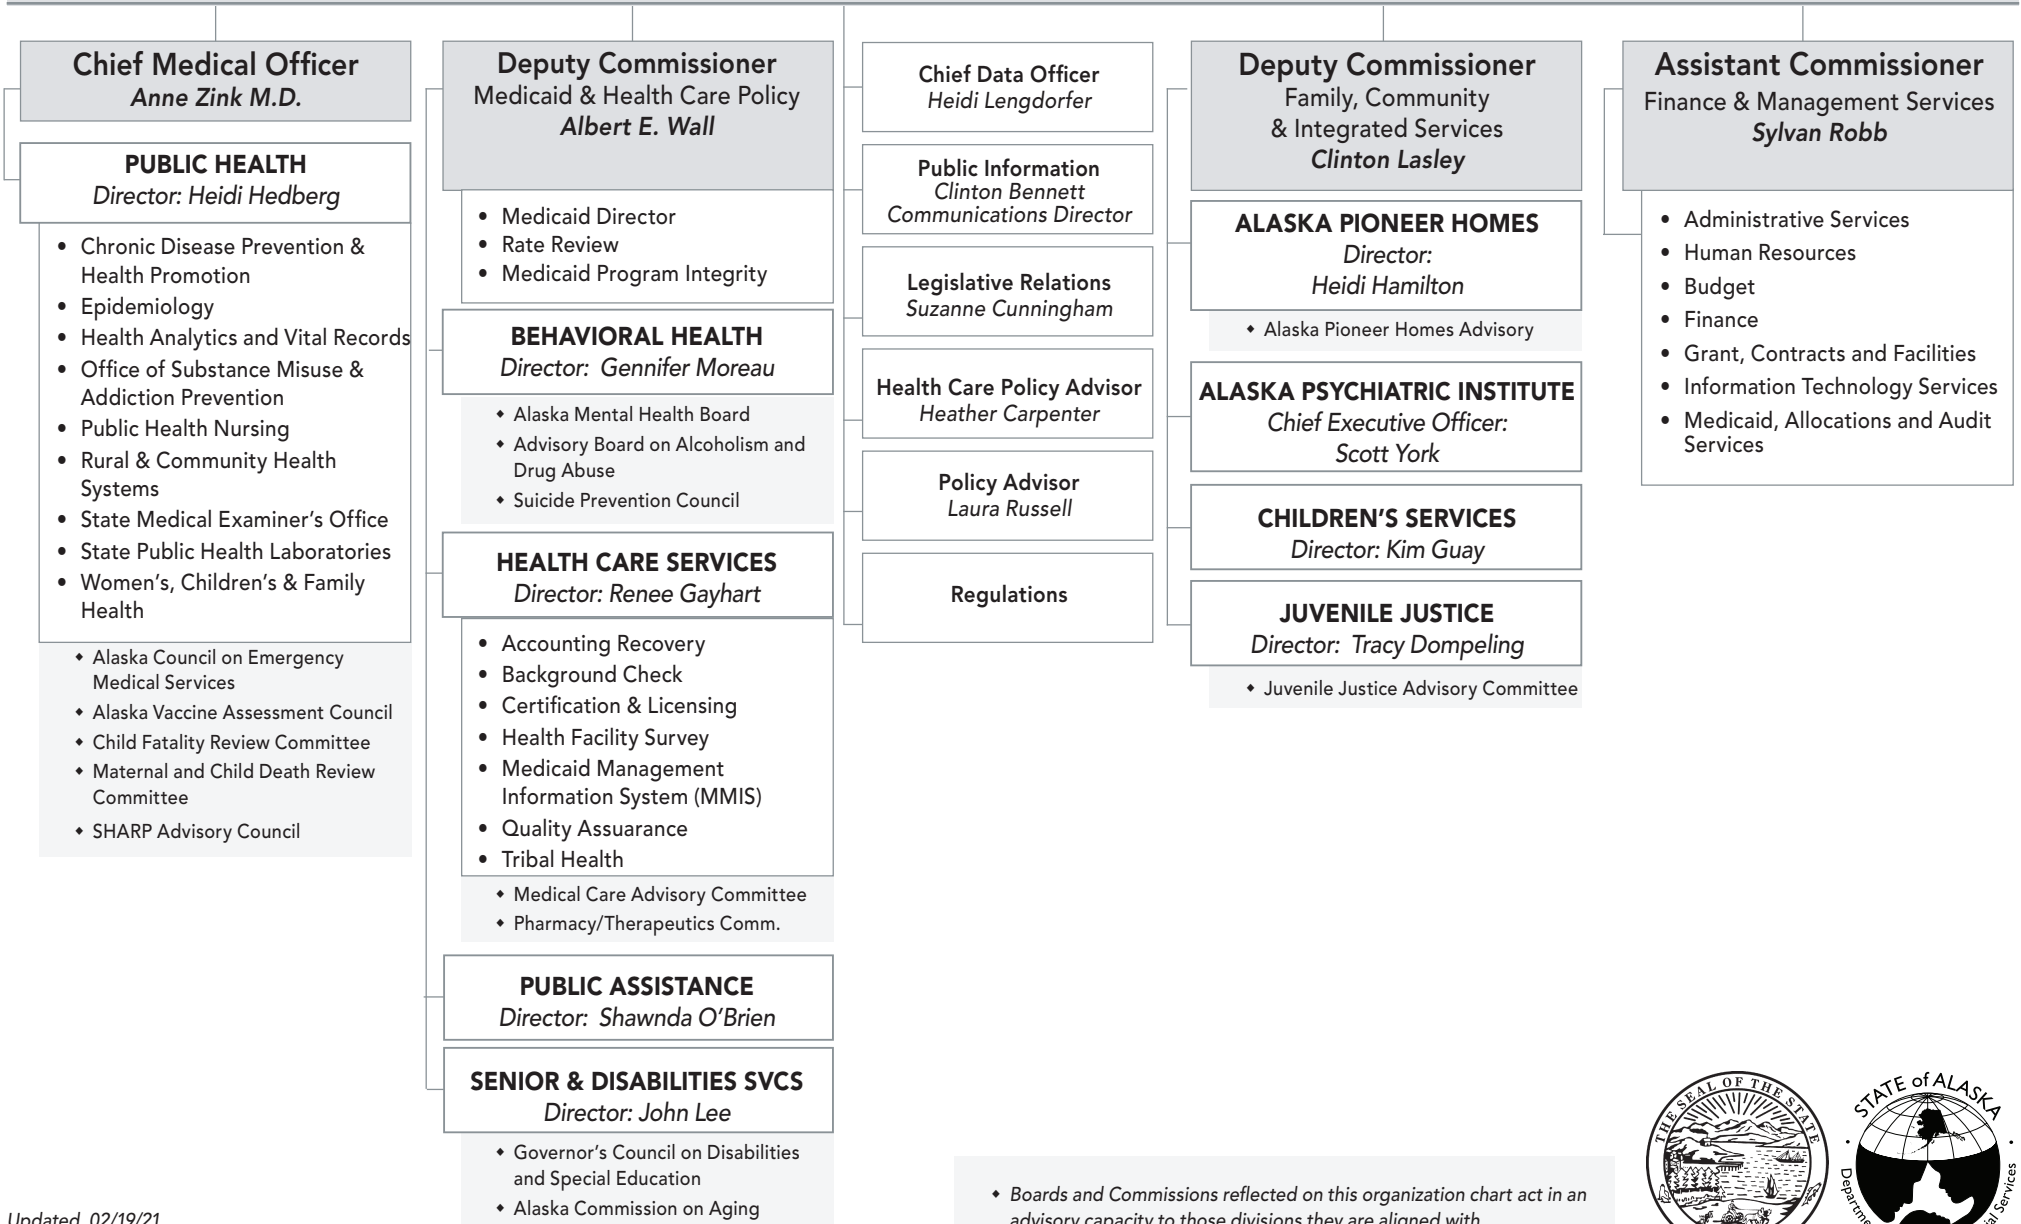 Chief Medical Officer
Anne Zink M.D.
PUBLIC HEALTH
Director: Heidi Hedberg
• Chronic Disease Prevention &
Health Promotion
• Epidemiology
• Health Analytics and Vital Records
• Office of Substance Misuse &
Addiction Prevention
• Public Health Nursing
• Rural & Community Health
Systems
• State Medical Examiner's Office
• State Public Health Laboratories
• Women's, Children's & Family
Health
◆ Alaska Council on Emergency
Medical Services
◆ Alaska Vaccine Assessment Council
◆ Child Fatality Review Committee
◆ Maternal and Child Death Review
Committee
◆ SHARP Advisory Council
Deputy Commissioner
Medicaid & Health Care Policy
Albert E. Wall
• Medicaid Director
• Rate Review
• Medicaid Program Integrity
BEHAVIORAL HEALTH
Director: Gennifer Moreau
◆ Alaska Mental Health Board
◆ Advisory Board on Alcoholism and
Drug Abuse
◆ Suicide Prevention Council
HEALTH CARE SERVICES
Director: Renee Gayhart
• Accounting Recovery
• Background Check
• Certification & Licensing
• Health Facility Survey
• Medicaid Management
Information System (MMIS)
• Quality Assuarance
• Tribal Health
◆ Medical Care Advisory Committee
◆ Pharmacy/Therapeutics Comm.
PUBLIC ASSISTANCE
Director: Shawnda O'Brien
SENIOR & DISABILITIES SVCS
Director: John Lee
◆ Governor's Council on Disabilities
and Special Education
◆ Alaska Commission on Aging
Chief Data Officer
Heidi Lengdorfer
Public Information
Clinton Bennett
Communications Director
Legislative Relations
Suzanne Cunningham
Health Care Policy Advisor
Heather Carpenter
Policy Advisor
Laura Russell
Regulations
Deputy Commissioner
Family, Community
& Integrated Services
Clinton Lasley
ALASKA PIONEER HOMES
Director:
Heidi Hamilton
◆ Alaska Pioneer Homes Advisory
ALASKA PSYCHIATRIC INSTITUTE
Chief Executive Officer:
Scott York
CHILDREN'S SERVICES
Director: Kim Guay
JUVENILE JUSTICE
Director: Tracy Dompeling
◆ Juvenile Justice Advisory Committee
Assistant Commissioner
Finance & Management Services
Sylvan Robb
• Administrative Services
• Human Resources
• Budget
• Finance
• Grant, Contracts and Facilities
• Information Technology Services
• Medicaid, Allocations and Audit
Services
Updated 02/19/21
◆ Boards and Commissions reflected on this organization chart act in an
advisory capacity to those divisions they are aligned with
THE SEAL OF THE STATE
STATE of ALASKA
Services